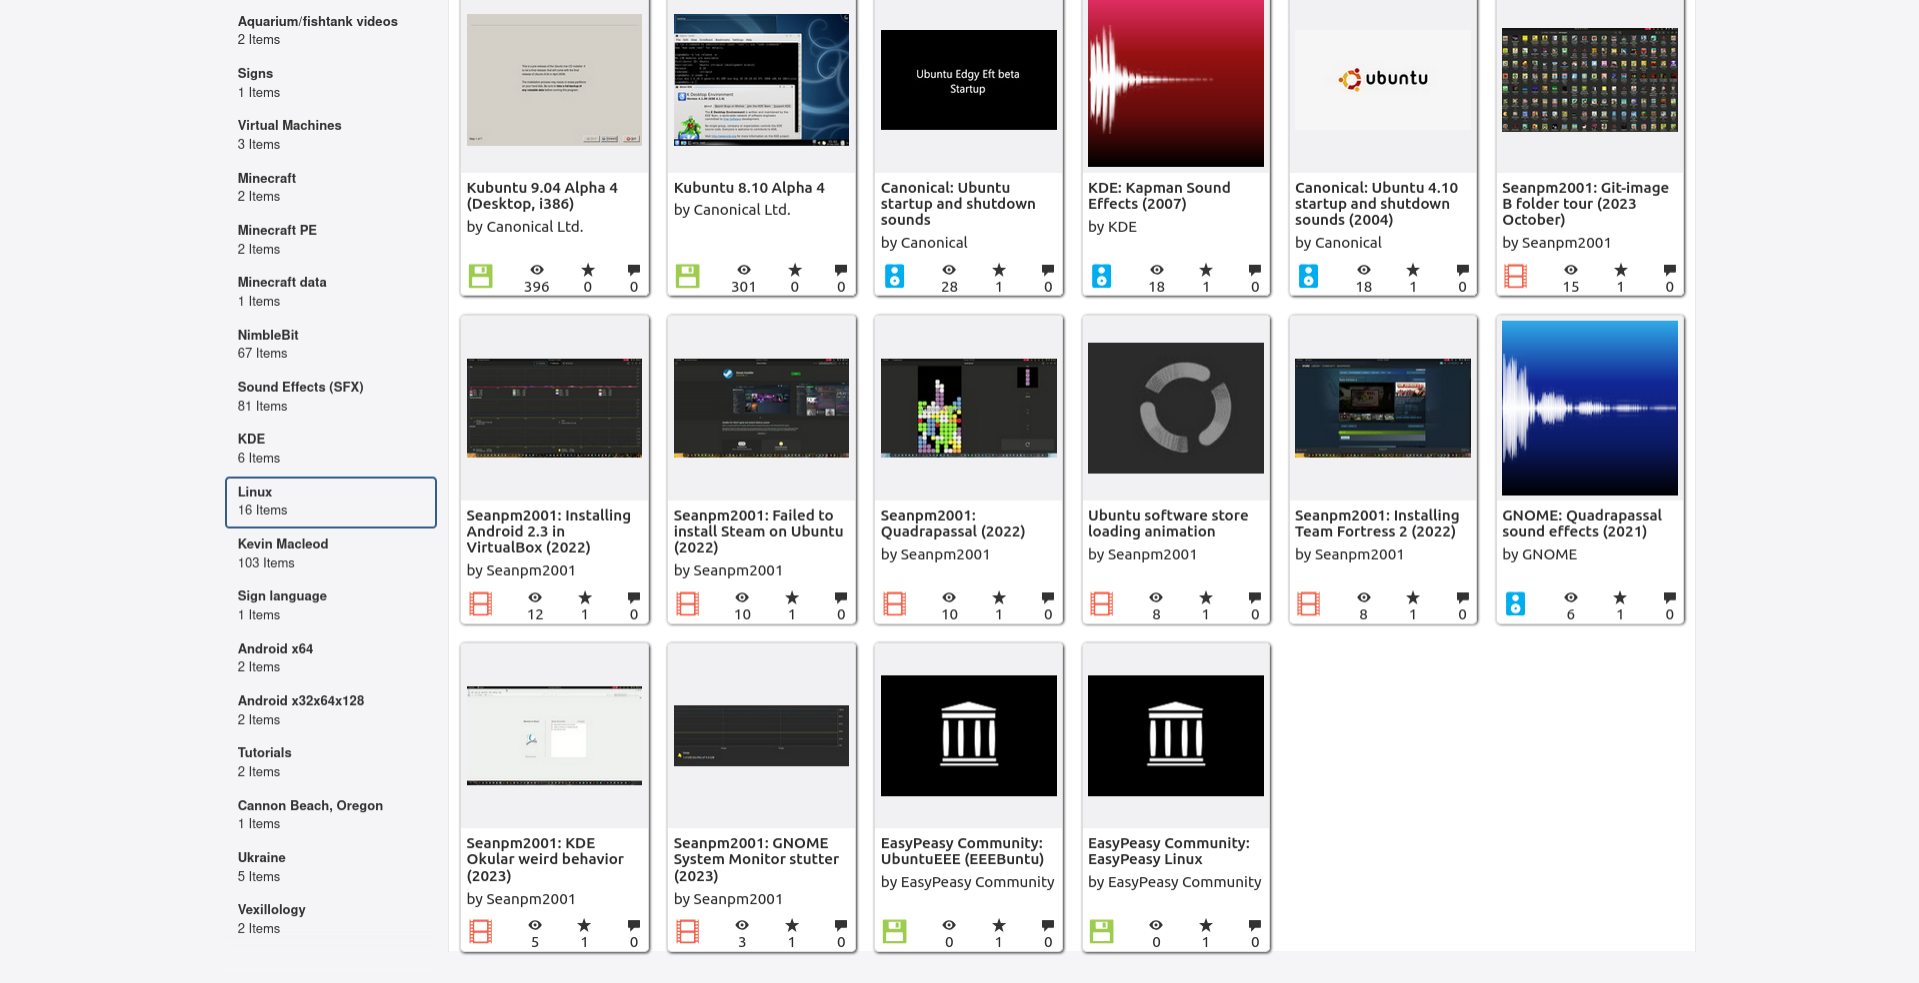 Aquarium/fishtank videos
2 Items
Signs
1 Items
Virtual Machines
3 Items
Minecraft
2 Items
Minecraft PE
2 Items
Minecraft data
1 Items
NimbleBit
67 Items
Sound Effects (SFX)
81 Items
KDE
6 Items
Linux
16 Items
Kevin Macleod
103 Items
Sign language
1 Items
Android x64
2 Items
Android x32x64x128
2 Items
Tutorials
2 Items
Cannon Beach, Oregon
1 Items
Ukraine
5 Items
Vexillology
2 Items
Kubuntu 9.04 Alpha 4
(Desktop, i386)
by Canonical Ltd.
396 0 0
K Desktop Environment
Kubuntu 8.10 Alpha 4
by Canonical Ltd.
301 0 0
Ubuntu Edgy Eft beta
Startup
Canonical: Ubuntu
startup and shutdown
sounds
by Canonical
28 1 0
KDE: Kapman Sound
Effects (2007)
by KDE
18 1 0
ubuntu
Canonical: Ubuntu 4.10
startup and shutdown
sounds (2004)
by Canonical
18 1 0
Seanpm2001: Git-image
B folder tour (2023
October)
by Seanpm2001
15 1 0
Seanpm2001: Installing
Android 2.3 in
VirtualBox (2022)
by Seanpm2001
12 1 0
Seanpm2001: Failed to
install Steam on Ubuntu
(2022)
by Seanpm2001
10 1 0
Seanpm2001:
Quadrapassal (2022)
by Seanpm2001
10 1 0
Ubuntu software store
loading animation
by Seanpm2001
8 1 0
Seanpm2001: Installing
Team Fortress 2 (2022)
by Seanpm2001
8 1 0
GNOME: Quadrapassal
sound effects (2021)
by GNOME
6 1 0
Seanpm2001: KDE
Okular weird behavior
(2023)
by Seanpm2001
5 1 0
Seanpm2001: GNOME
System Monitor stutter
(2023)
by Seanpm2001
3 1 0
EasyPeasy Community:
UbuntuEEE (EEEBuntu)
by EasyPeasy Community
0 1 0
EasyPeasy Community:
EasyPeasy Linux
by EasyPeasy Community
0 1 0